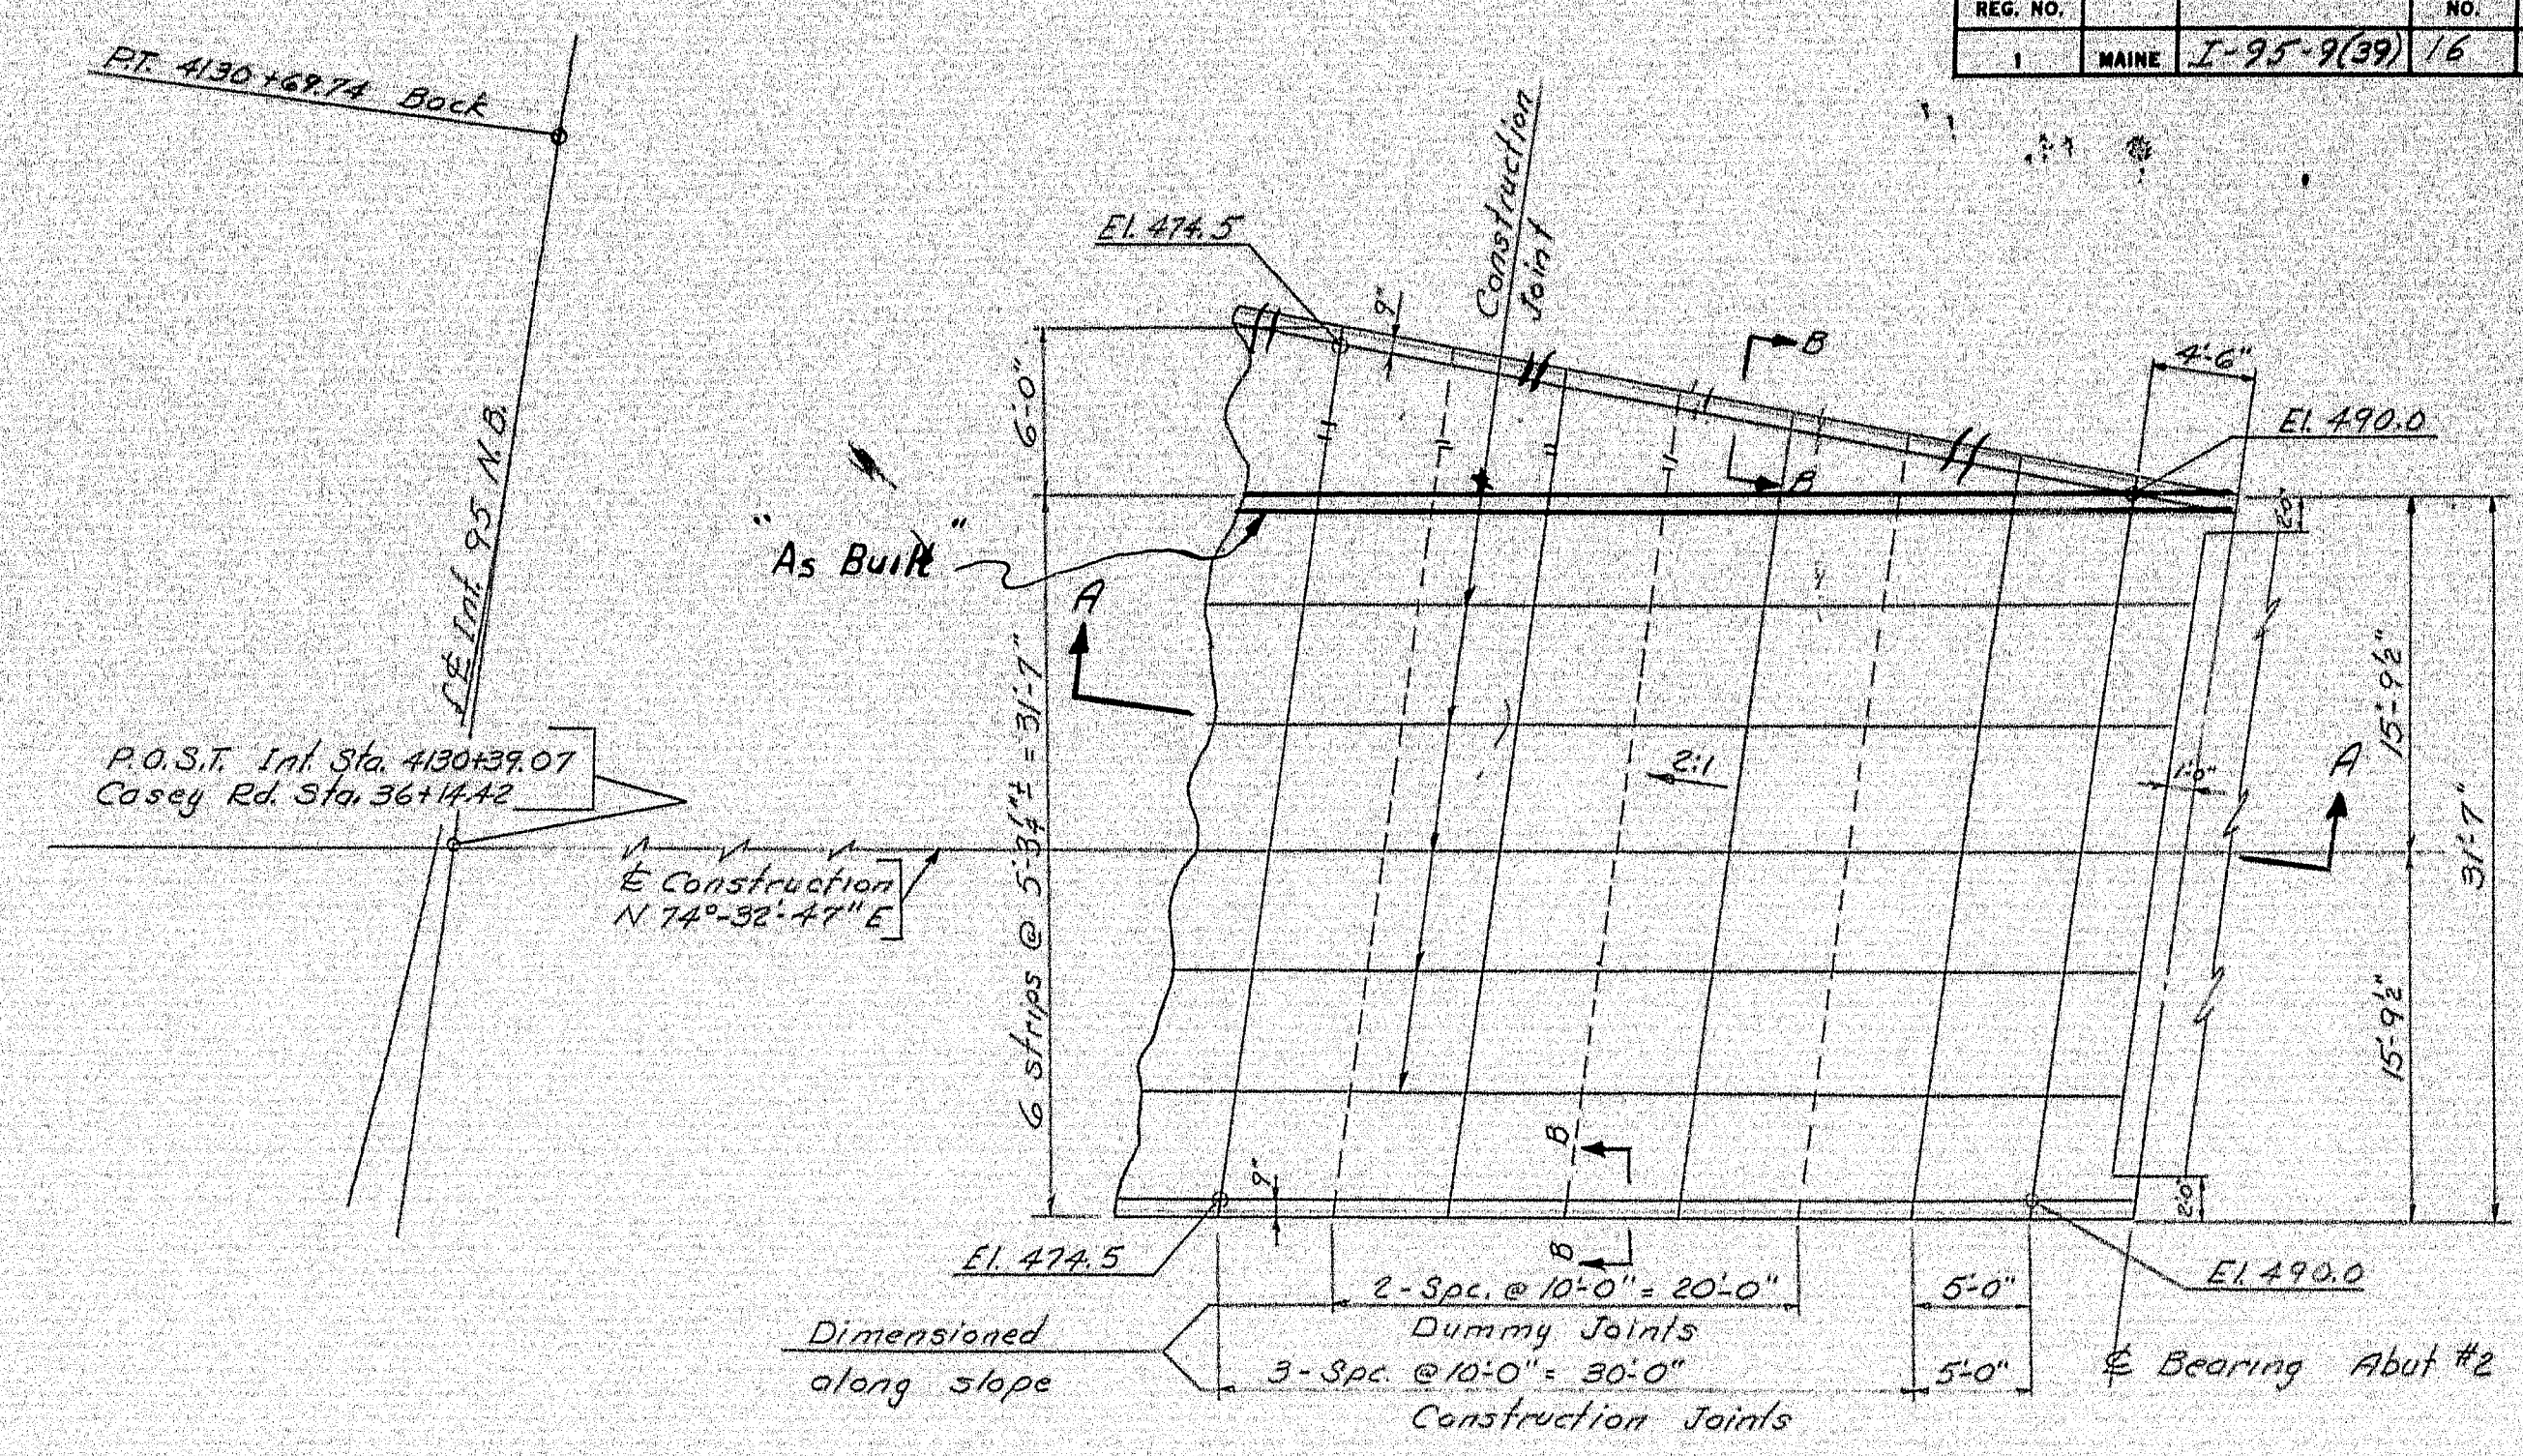 REG. NO. NO.
1 MAINE I-95-9(39) 16
P.T. 4130+69.74 Back
Construction
Joint
El. 474.5
9"
B
4'-6"
El. 490.0
6'-0"
B
2'-0"
℄ Int. 95 N.B.
"As Built"
A
15'-9½"
P.O.S.T. Int. Sta. 4130+39.07
Casey Rd. Sta. 36+14.42
2:1
1'-0"
A
31'-7"
6 strips @ 5'-3¼"± = 31'-7"
℄ Construction
N 74°-32'-47" E
15'-9½"
B
9"
2'-0"
El. 474.5
B
El. 490.0
2-Spc. @ 10'-0" = 20'-0"
5'-0"
Dimensioned
along slope
Dummy Joints
3-Spc. @ 10'-0" = 30'-0"
5'-0"
℄ Bearing Abut #2
Construction Joints